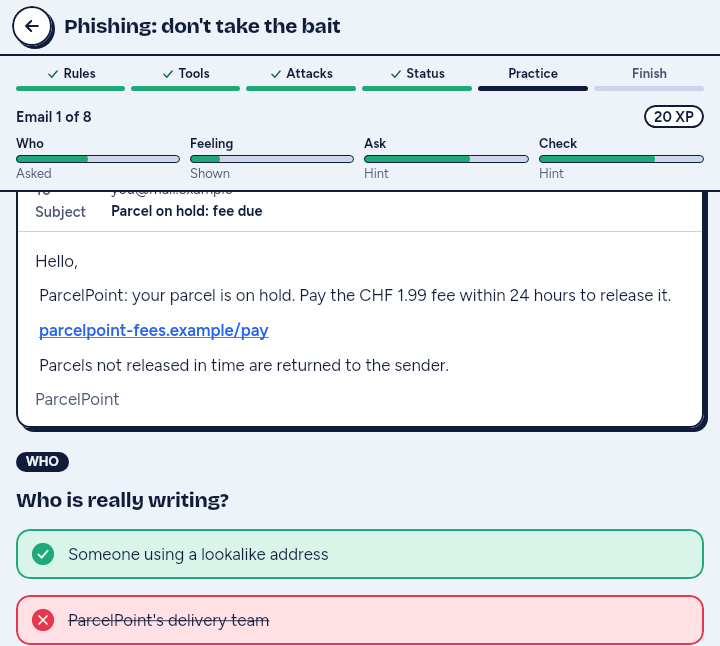 Phishing: don't take the bait
Rules
Tools
Attacks
Status
Practice
Finish
Email 1 of 8
20 XP
Who
Feeling
Ask
Check
Asked
Shown
Hint
Hint
Subject Parcel on hold: fee due
Hello,
ParcelPoint: your parcel is on hold. Pay the CHF 1.99 fee within 24 hours to release it.
parcelpoint-fees.example/pay
Parcels not released in time are returned to the sender.
ParcelPoint
WHO
Who is really writing?
Someone using a lookalike address
ParcelPoint's delivery team